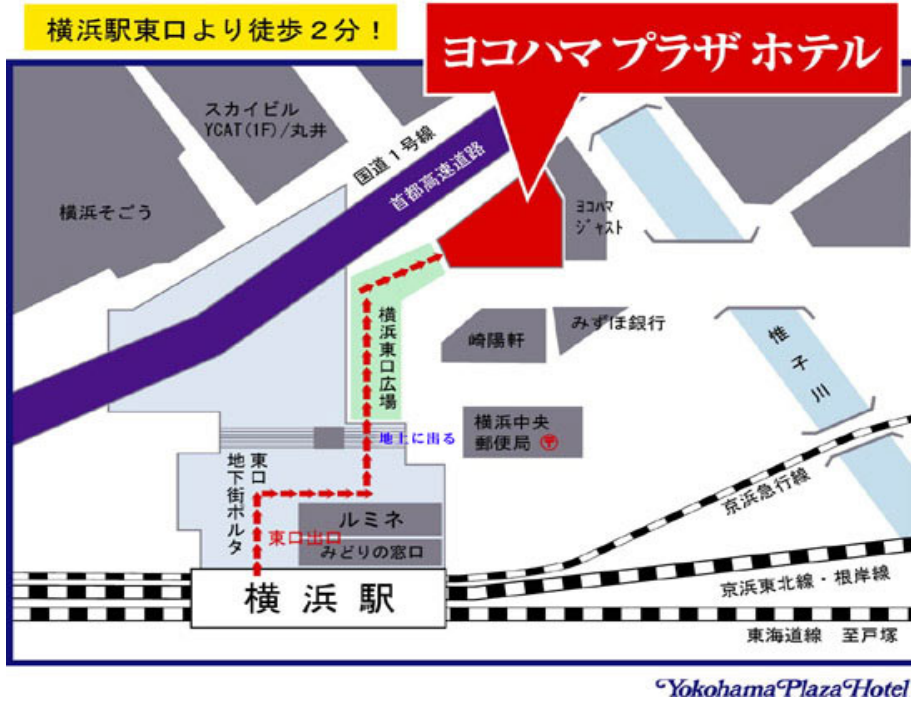 横浜駅東口より徒歩2分!
ヨコハマ プラザ ホテル
スカイビル
YCAT(1F)/丸井
国道1号線
首都高速道路
横浜そごう
ヨコハマ
ジャスト
横浜東口広場
崎陽軒
みずほ銀行
帷子川
横浜中央
郵便局 〒
地上に出る
東口
地下街ポルタ
東口出口
ルミネ
みどりの窓口
京浜急行線
横浜駅
京浜東北線・根岸線
東海道線 至戸塚
Yokohama Plaza Hotel